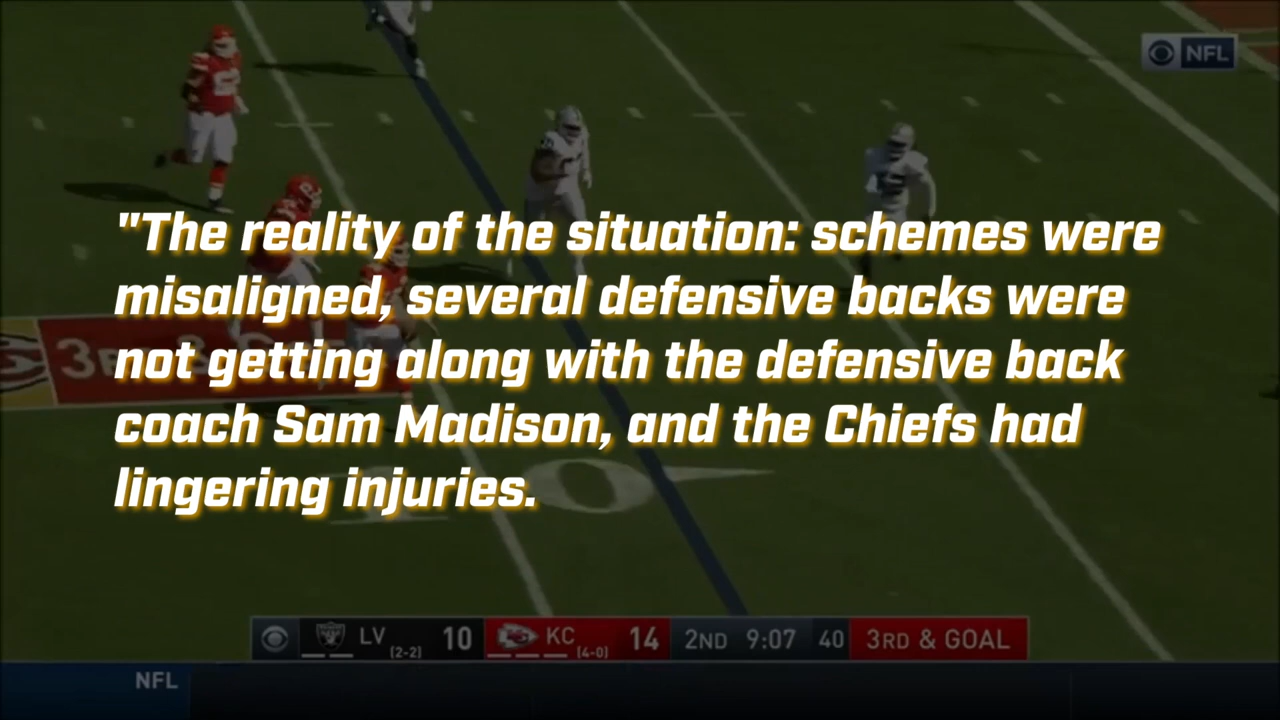 NFL
"The reality of the situation: schemes were
misaligned, several defensive backs were
not getting along with the defensive back
coach Sam Madison, and the Chiefs had
lingering injuries.
10
LV (2-2) 10 KC (4-0) 14 2ND 9:07 40 3RD & GOAL
NFL